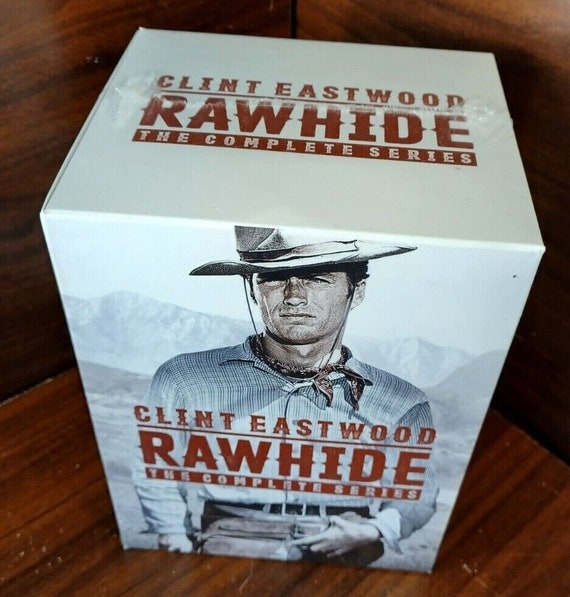 CLINT EASTWOOD
RAWHIDE
THE COMPLETE SERIES
CLINT EASTWOOD
RAWHIDE
THE COMPLETE SERIES